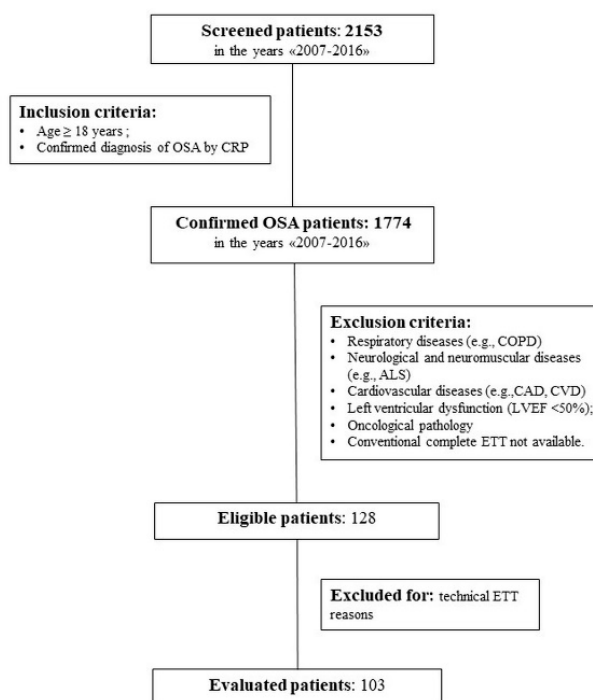 Screened patients: 2153
in the years «2007-2016»
Inclusion criteria:
• Age ≥ 18 years ;
• Confirmed diagnosis of OSA by CRP
Confirmed OSA patients: 1774
in the years «2007-2016»
Exclusion criteria:
• Respiratory diseases (e.g., COPD)
• Neurological and neuromuscular diseases
(e.g., ALS)
• Cardiovascular diseases (e.g.,CAD, CVD)
• Left ventricular dysfunction (LVEF <50%);
• Oncological pathology
• Conventional complete ETT not available.
Eligible patients: 128
Excluded for: technical ETT
reasons
Evaluated patients: 103